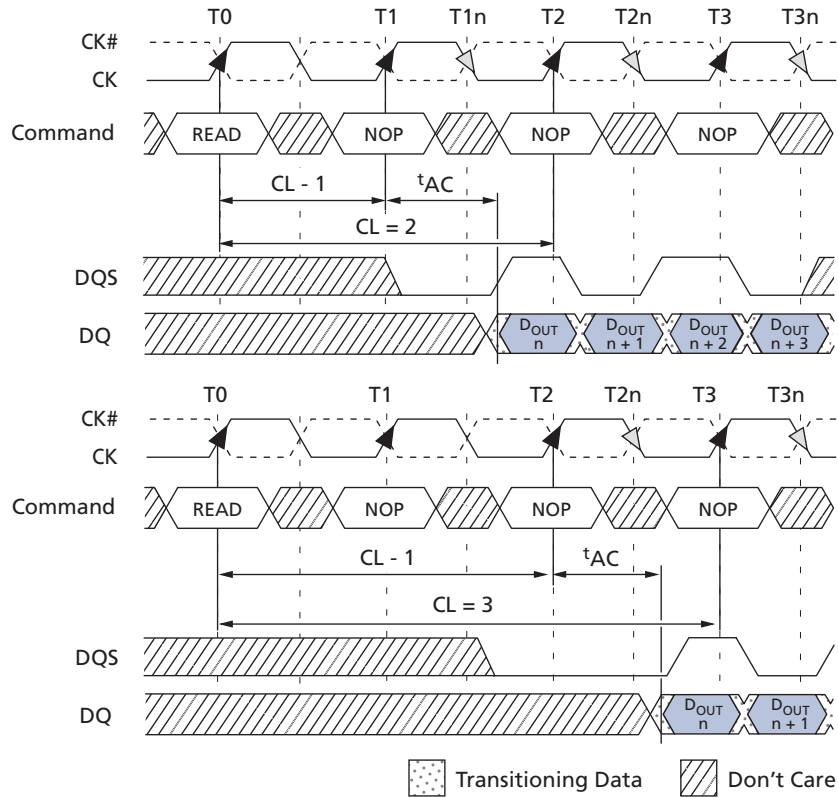 T0 T1 T1n T2 T2n T3 T3n
CK#
CK
Command READ NOP NOP NOP
CL - 1 tAC
CL = 2
DQS
DQ DOUT n DOUT n + 1 DOUT n + 2 DOUT n + 3
T0 T1 T2 T2n T3 T3n
CK#
CK
Command READ NOP NOP NOP
CL - 1 tAC
CL = 3
DQS
DQ DOUT n DOUT n + 1
Transitioning Data Don't Care